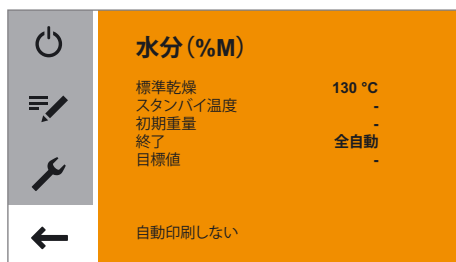 水分（%M）
標準乾燥 130 °C
スタンバイ温度 -
初期重量 -
終了 全自動
目標値 -
自動印刷しない